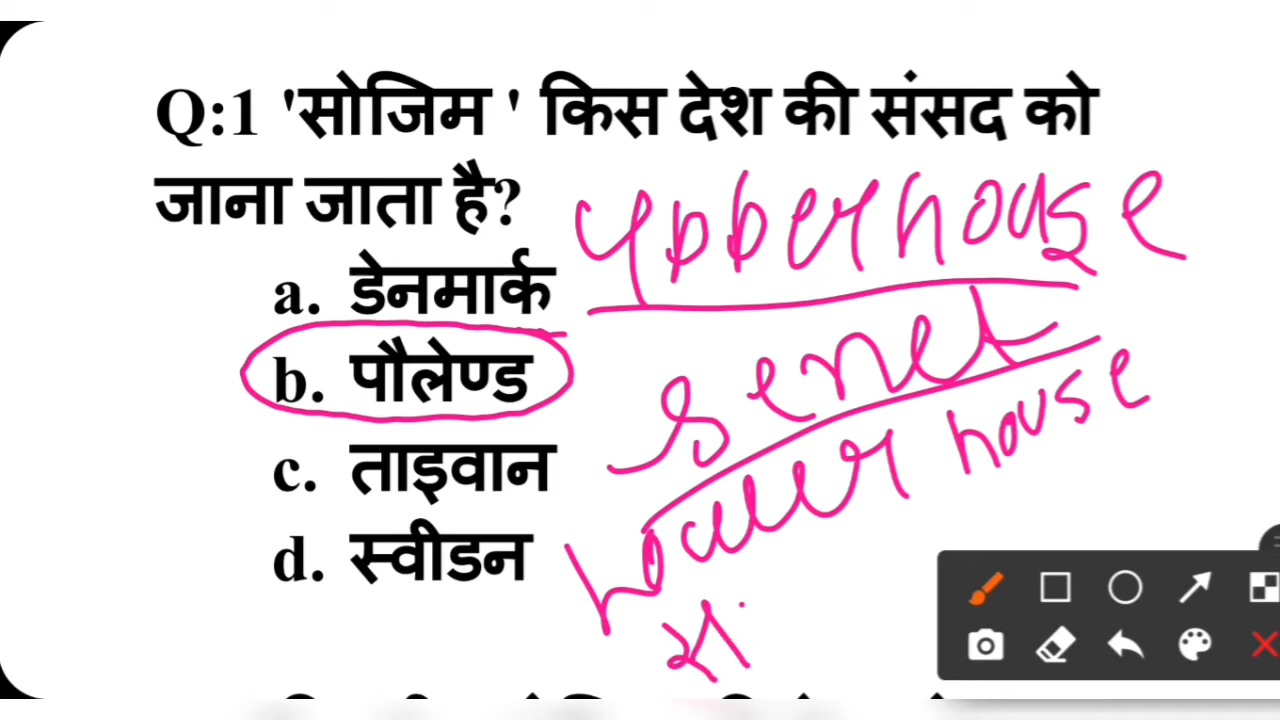 Q:1 'सोजिम ' किस देश की संसद को
जाना जाता है?
upper house
a. डेनमार्क
b. पौलेण्ड
senet
lower house
c. ताइवान
d. स्वीडन